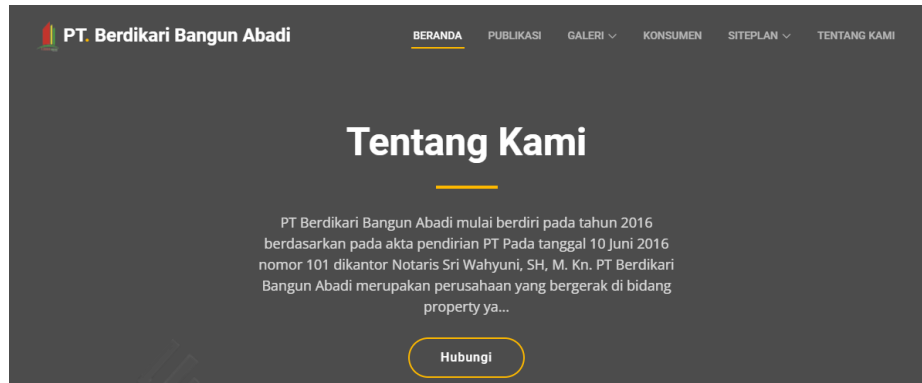 PT. Berdikari Bangun Abadi
BERANDA PUBLIKASI GALERI KONSUMEN SITEPLAN TENTANG KAMI
Tentang Kami
PT Berdikari Bangun Abadi mulai berdiri pada tahun 2016
berdasarkan pada akta pendirian PT Pada tanggal 10 Juni 2016
nomor 101 dikantor Notaris Sri Wahyuni, SH, M. Kn. PT Berdikari
Bangun Abadi merupakan perusahaan yang bergerak di bidang
property ya...
Hubungi